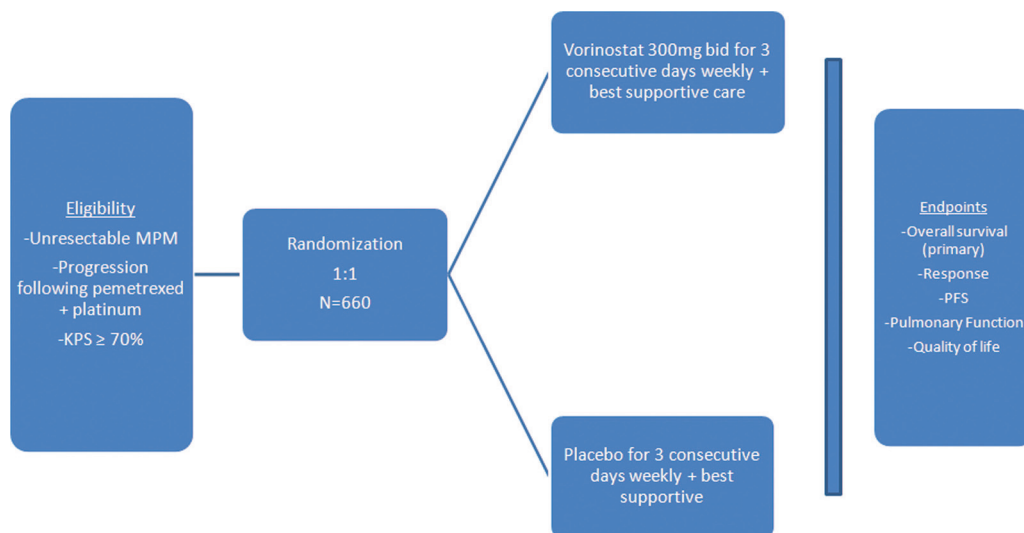 Eligibility
-Unresectable MPM
-Progression
following pemetrexed
+ platinum
-KPS ≥ 70%
Randomization
1:1
N=660
Vorinostat 300mg bid for 3
consecutive days weekly +
best supportive care
Placebo for 3 consecutive
days weekly + best
supportive
Endpoints
-Overall survival
(primary)
-Response
-PFS
-Pulmonary Function
-Quality of life